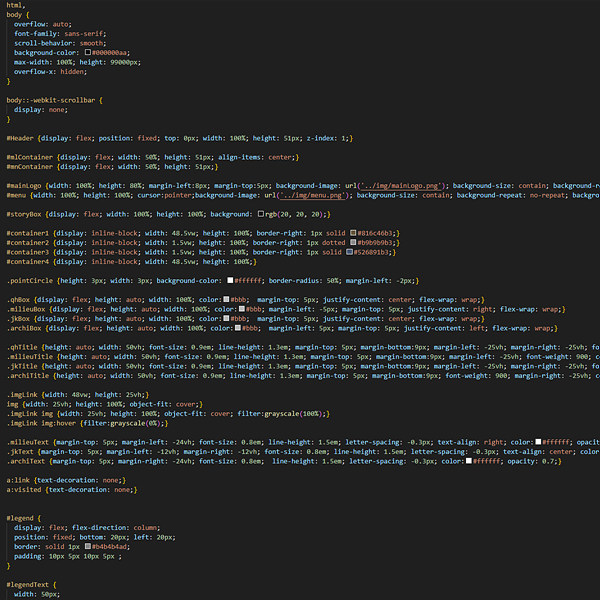 html,
body {
overflow: auto;
font-family: sans-serif;
scroll-behavior: smooth;
background-color: #000000aa;
max-width: 100%; height: 99000px;
overflow-x: hidden;
}
body::-webkit-scrollbar {
display: none;
}
#Header {display: flex; position: fixed; top: 0px; width: 100%; height: 51px; z-index: 1;}
#mlContainer {display: flex; width: 50%; height: 51px; align-items: center;}
#mnContainer {display: flex; width: 50%; height: 51px;}
#mainLogo {width: 100%; height: 80%; margin-left:8px; margin-top:5px; background-image: url('../img/mainLogo.png'); background-size: contain; background-r
#menu {width: 100%; height: 100%; cursor:pointer;background-image: url('../img/menu.png'); background-size: contain; background-repeat: no-repeat; backgro
#storyBox {display: flex; width: 100%; height: 100%; background: rgb(20, 20, 20);}
#container1 {display: inline-block; width: 48.5vw; height: 100%; border-right: 1px solid #816c46b3;}
#container2 {display: inline-block; width: 1.5vw; height: 100%; border-right: 1px dotted #b9b9b9b3;}
#container3 {display: inline-block; width: 1.5vw; height: 100%; border-right: 1px solid #526891b3;}
#container4 {display: inline-block; width: 48.5vw; height: 100%;}
.pointCircle {height: 3px; width: 3px; background-color: #ffffff; border-radius: 50%; margin-left: -2px;}
.qhBox {display: flex; height: auto; width: 100%; color: #bbb; margin-top: 5px; justify-content: center; flex-wrap: wrap;}
.milieuBox {display: flex; height: auto; width: 100%; color: #bbb; margin-left: -5px; margin-top: 5px; justify-content: right; flex-wrap: wrap;}
.jkBox {display: flex; height: auto; width: 100%; color: #bbb; margin-top: 5px; justify-content: center; flex-wrap: wrap;}
.archiBox {display: flex; height: auto; width: 100%; color: #bbb; margin-left: 5px; margin-top: 5px; justify-content: left; flex-wrap: wrap;}
.qhTitle {height: auto; width: 50vh; font-size: 0.9em; line-height: 1.3em; margin-top: 5px; margin-bottom:9px; margin-left: -25vh; margin-right: -25vh; fo
.milieuTitle {height: auto; width: 50vh; font-size: 0.9em; line-height: 1.3em; margin-top: 5px; margin-bottom:9px; margin-left: -25vh; font-weight: 900; c
.jkTitle {height: auto; width: 50vh; font-size: 0.9em; line-height: 1.3em; margin-top: 5px; margin-bottom:9px; margin-left: -25vh; margin-right: -25vh; fo
.archiTitle {height: auto; width: 50vh; font-size: 0.9em; line-height: 1.3em; margin-top: 5px; margin-bottom:9px; font-weight: 900; margin-right: -25vh; c
.imgLink {width: 48vw; height: 25vh;}
img {width: 25vh; height: 100%; object-fit: cover;}
.imgLink img {width: 25vh; height: 100%; object-fit: cover; filter:grayscale(100%);}
.imgLink img:hover {filter:grayscale(0%);}
.milieuText {margin-top: 5px; margin-left: -24vh; font-size: 0.8em; line-height: 1.5em; letter-spacing: -0.3px; text-align: right; color: #ffffff; opacit
.jkText {margin-top: 5px; margin-left: -12vh; margin-right: -12vh; font-size: 0.8em; line-height: 1.5em; letter-spacing: -0.3px; text-align: center; color
.archiText {margin-top: 5px; margin-right: -24vh; font-size: 0.8em; line-height: 1.5em; letter-spacing: -0.3px; color: #ffffff; opacity: 0.7;}
a:link {text-decoration: none;}
a:visited {text-decoration: none;}
#legend {
display: flex; flex-direction: column;
position: fixed; bottom: 20px; left: 20px;
border: solid 1px #b4b4b4ad;
padding: 10px 5px 10px 5px ;
}
#legendText {
width: 50px;